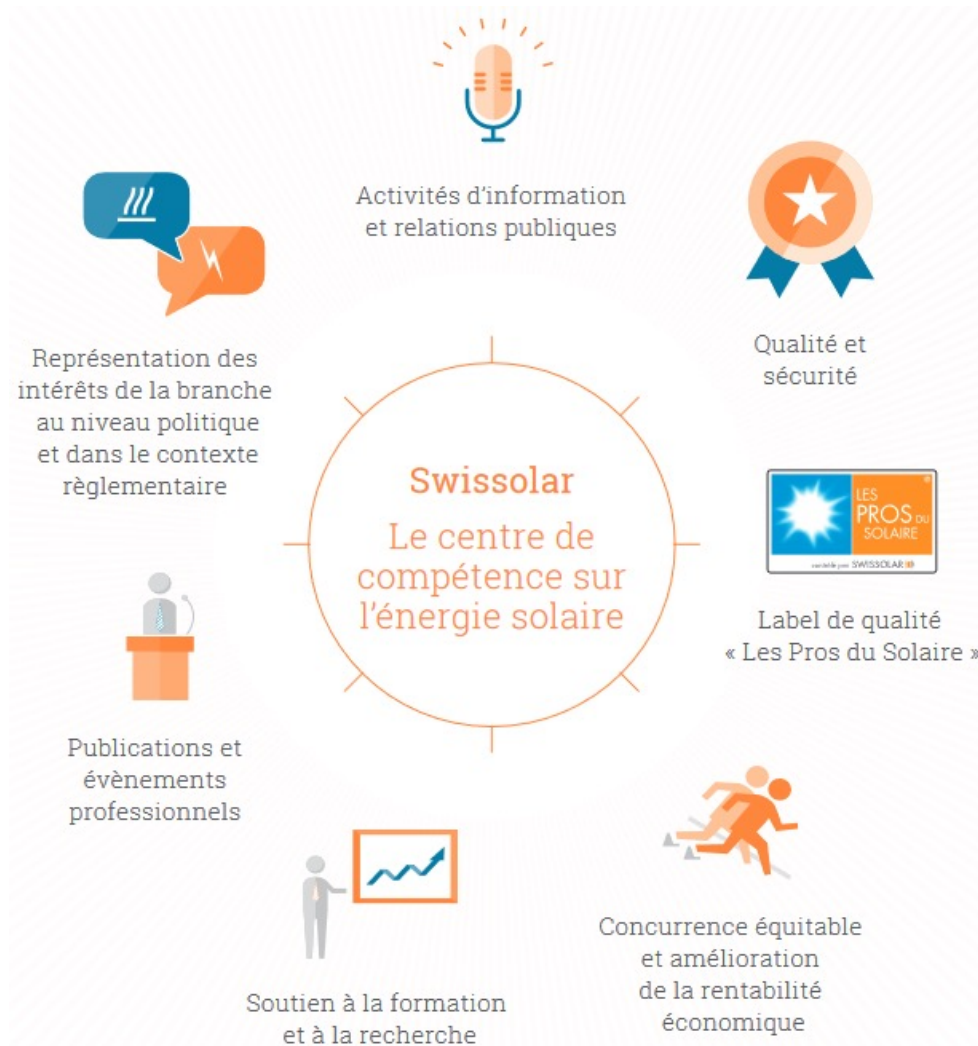 Activités d’information
et relations publiques
Qualité et
sécurité
LES
PROS DU
SOLAIRE
SWISSOLAR
Label de qualité
« Les Pros du Solaire »
Concurrence équitable
et amélioration
de la rentabilité
économique
Soutien à la formation
et à la recherche
Publications et
évènements
professionnels
Représentation des
intérêts de la branche
au niveau politique
et dans le contexte
règlementaire
Swissolar
Le centre de
compétence sur
l’énergie solaire